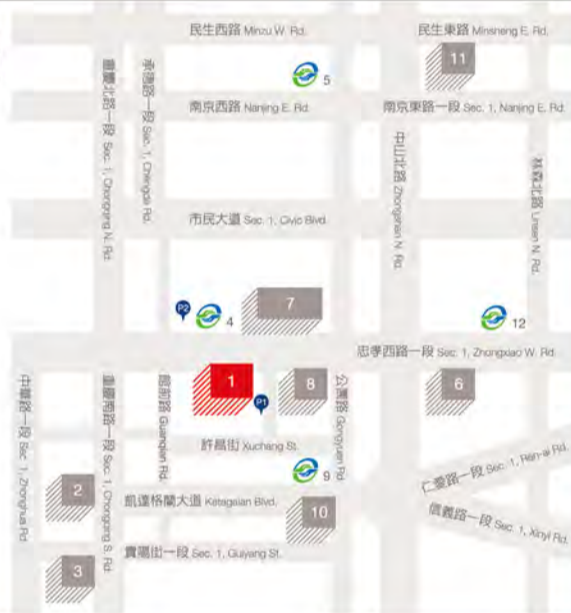 民生西路 Minzu W. Rd.
民生東路 Minsheng E. Rd.
11
5
重慶北路一段 Sec. 1, Chongqing N. Rd.
承德路一段 Sec. 1, Chengde Rd.
南京西路 Nanjing E. Rd.
南京東路一段 Sec. 1, Nanjing E. Rd.
中山北路 Zhongshan N. Rd.
林森北路 Linsen N. Rd.
市民大道 Sec. 1, Civic Blvd.
P2
4
7
12
忠孝西路一段 Sec. 1, Zhongxiao W. Rd.
中華路一段 Sec. 1, Zhonghua Rd.
重慶南路一段 Sec. 1, Chongqing S. Rd.
館前路 Guanqian Rd.
1
P1
8
公園路 Gongyuan Rd.
6
許昌街 Xuchang St.
9
仁愛路一段 Sec. 1, Ren-ai Rd.
2
凱達格蘭大道 Ketagalan Blvd.
10
信義路一段 Sec. 1, Xinyi Rd.
貴陽街一段 Sec. 1, Guiyang St.
3